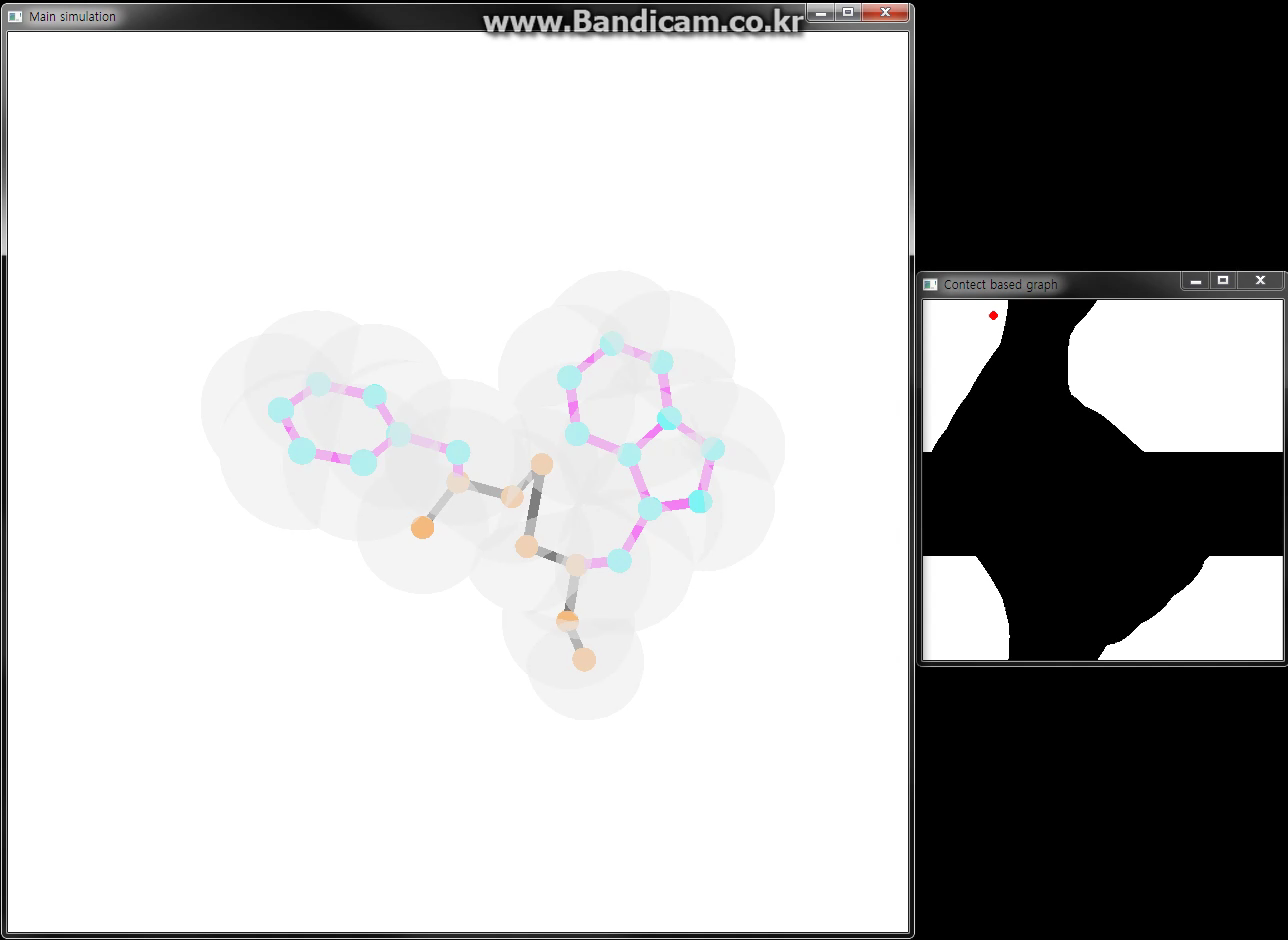 www.Bandicam.co.kr
Main simulation
Contect based graph